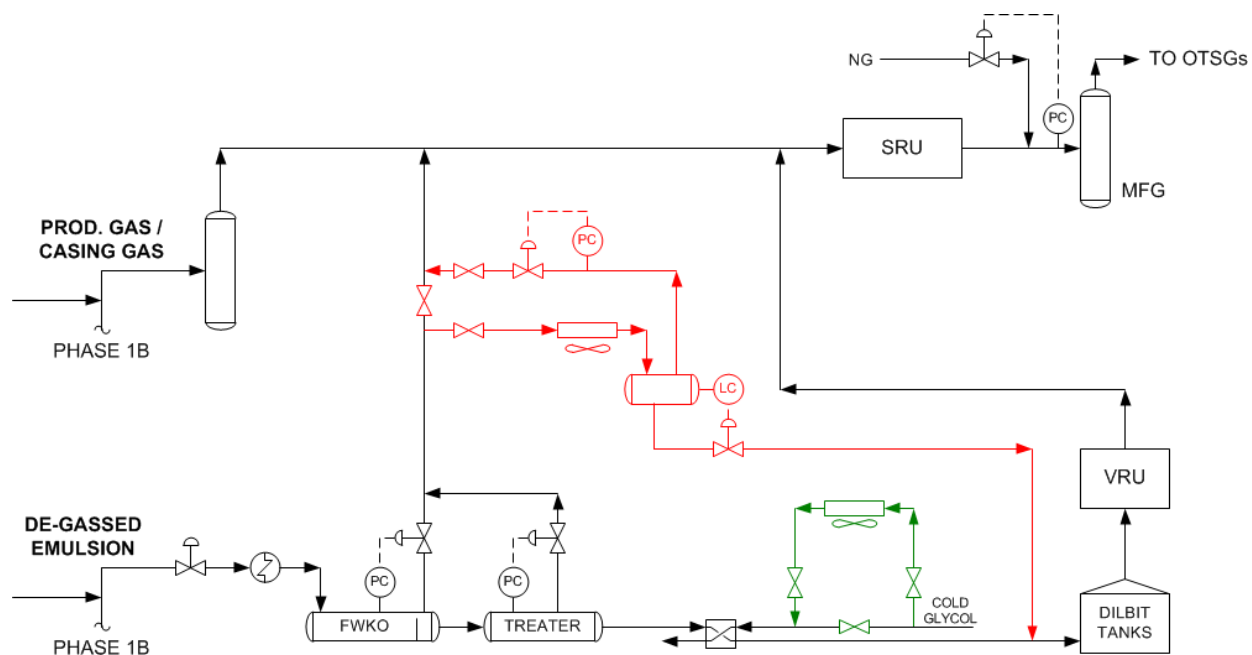 NG
TO OTSGs
PC
SRU
MFG
PROD. GAS /
CASING GAS
PHASE 1B
PC
LC
VRU
DE-GASSED
EMULSION
PC
PC
FWKO
TREATER
COLD
GLYCOL
DILBIT
TANKS
PHASE 1B